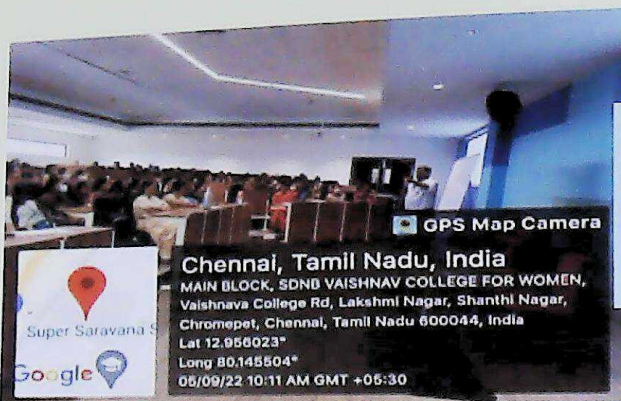 GPS Map Camera
Chennai, Tamil Nadu, India
MAIN BLOCK, SDNB VAISHNAV COLLEGE FOR WOMEN,
Vaishnava College Rd, Lakshmi Nagar, Shanthi Nagar,
Chromepet, Chennai, Tamil Nadu 600044, India
Lat 12.956023°
Long 80.145504°
05/09/22 10:11 AM GMT +05:30
Super Saravana S
Google